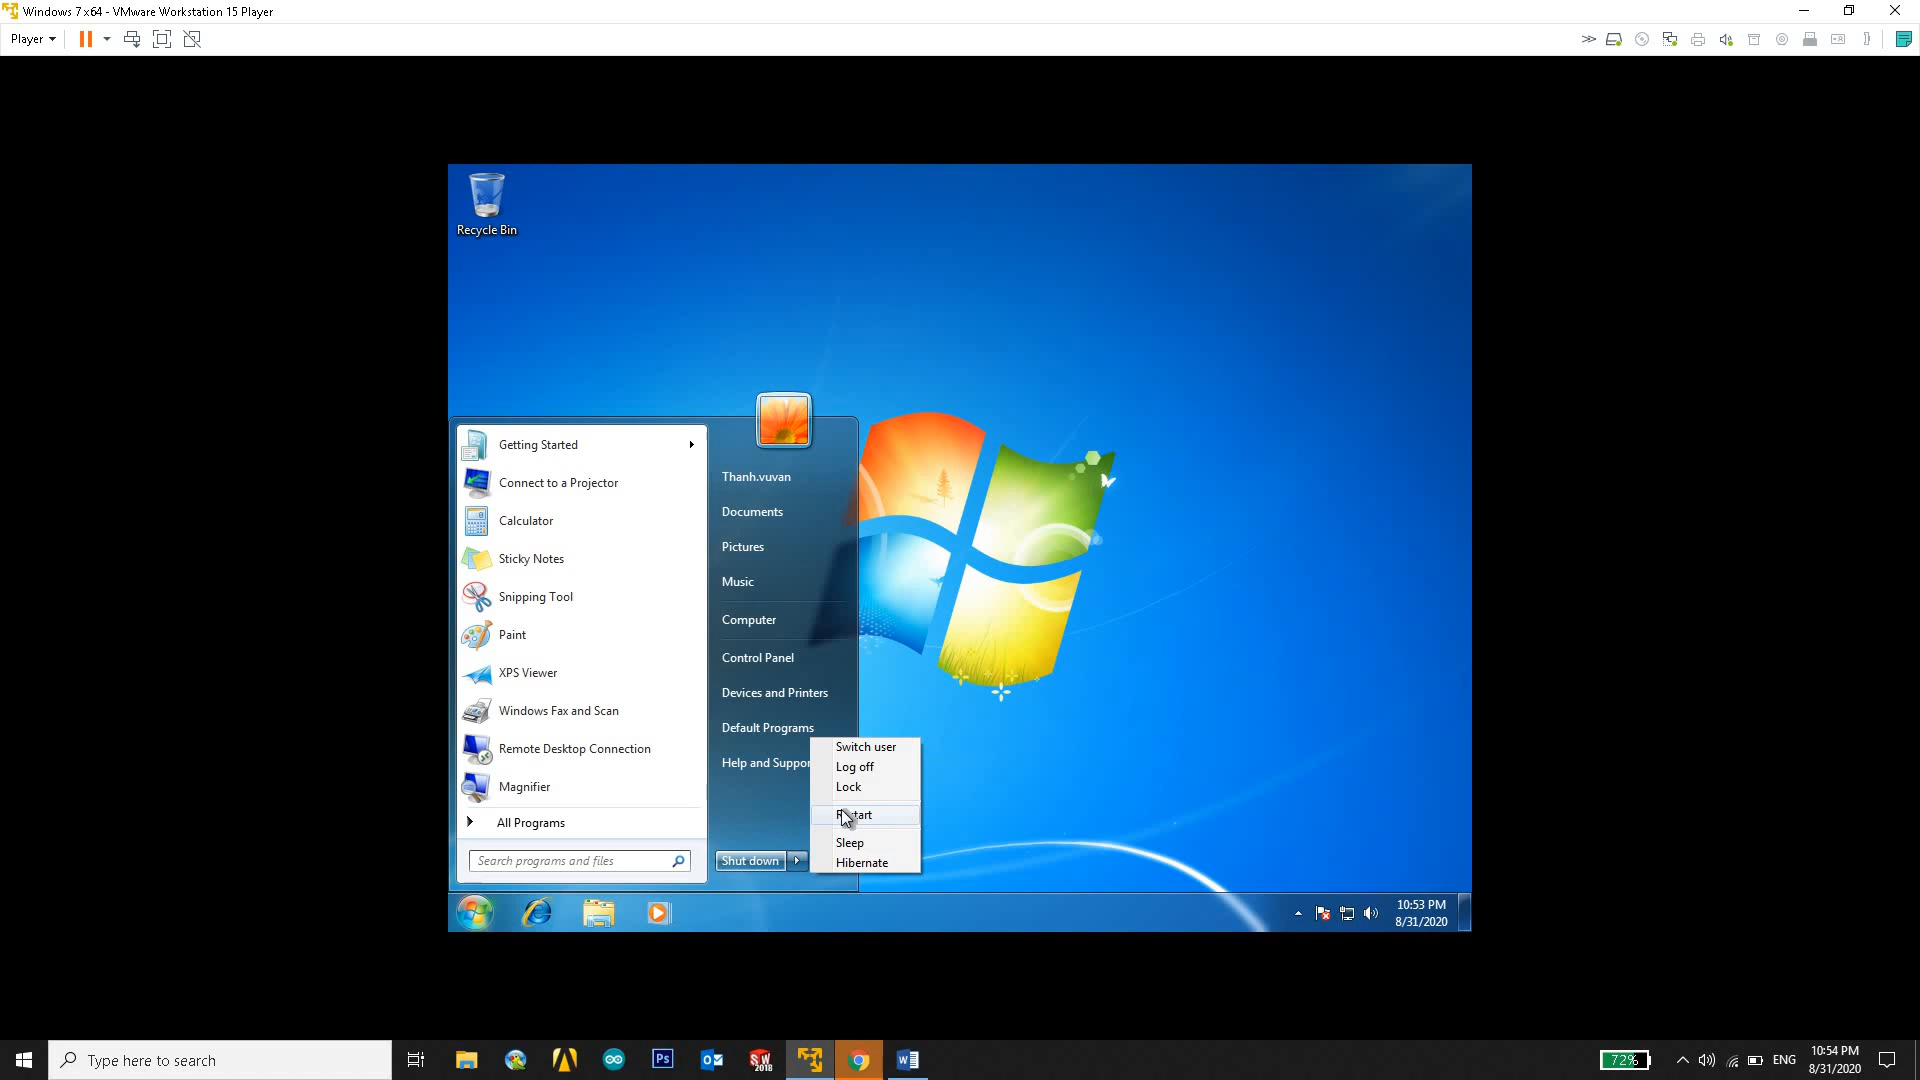 Windows 7 x64 - VMware Workstation 15 Player
Player
Recycle Bin
Getting Started
Connect to a Projector
Calculator
Sticky Notes
Snipping Tool
Paint
XPS Viewer
Windows Fax and Scan
Remote Desktop Connection
Magnifier
All Programs
Search programs and files
Thanh.vuvan
Documents
Pictures
Music
Computer
Control Panel
Devices and Printers
Default Programs
Help and Suppor
Shut down
Switch user
Log off
Lock
Restart
Sleep
Hibernate
10:53 PM
8/31/2020
Type here to search
Ps
SW
2018
72%
ENG
10:54 PM
8/31/2020